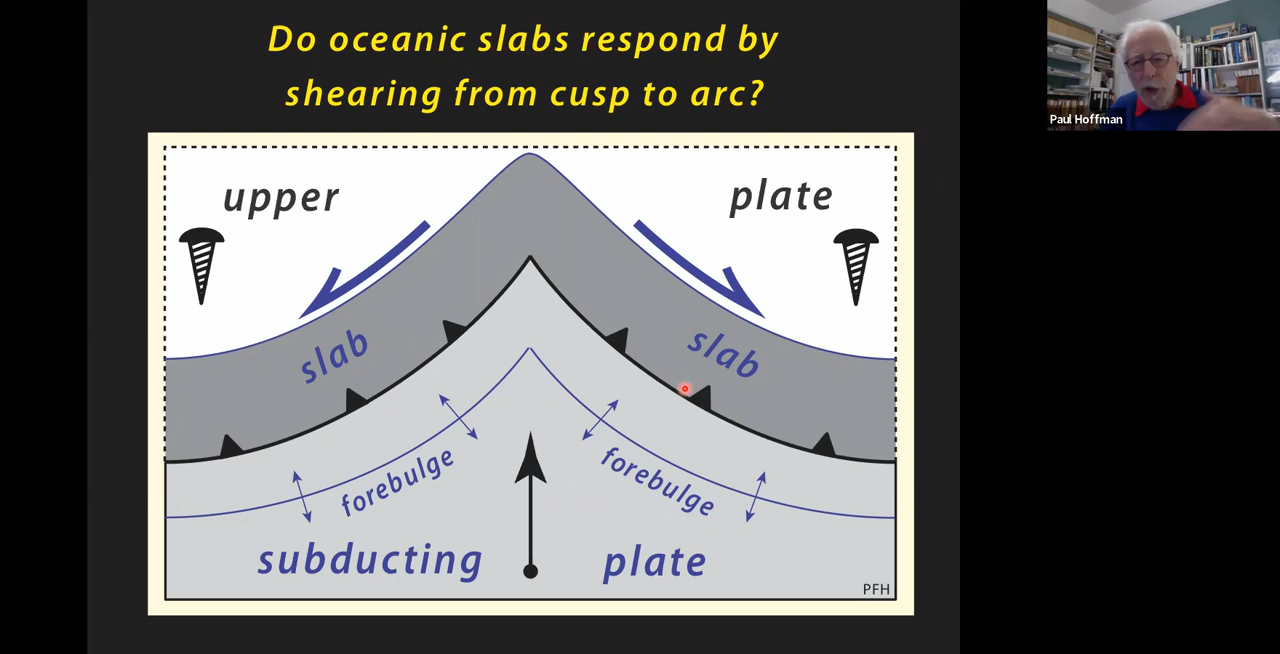 Do oceanic slabs respond by
shearing from cusp to arc?
Paul Hoffman
upper plate
slab slab
forebulge forebulge
subducting plate
PFH